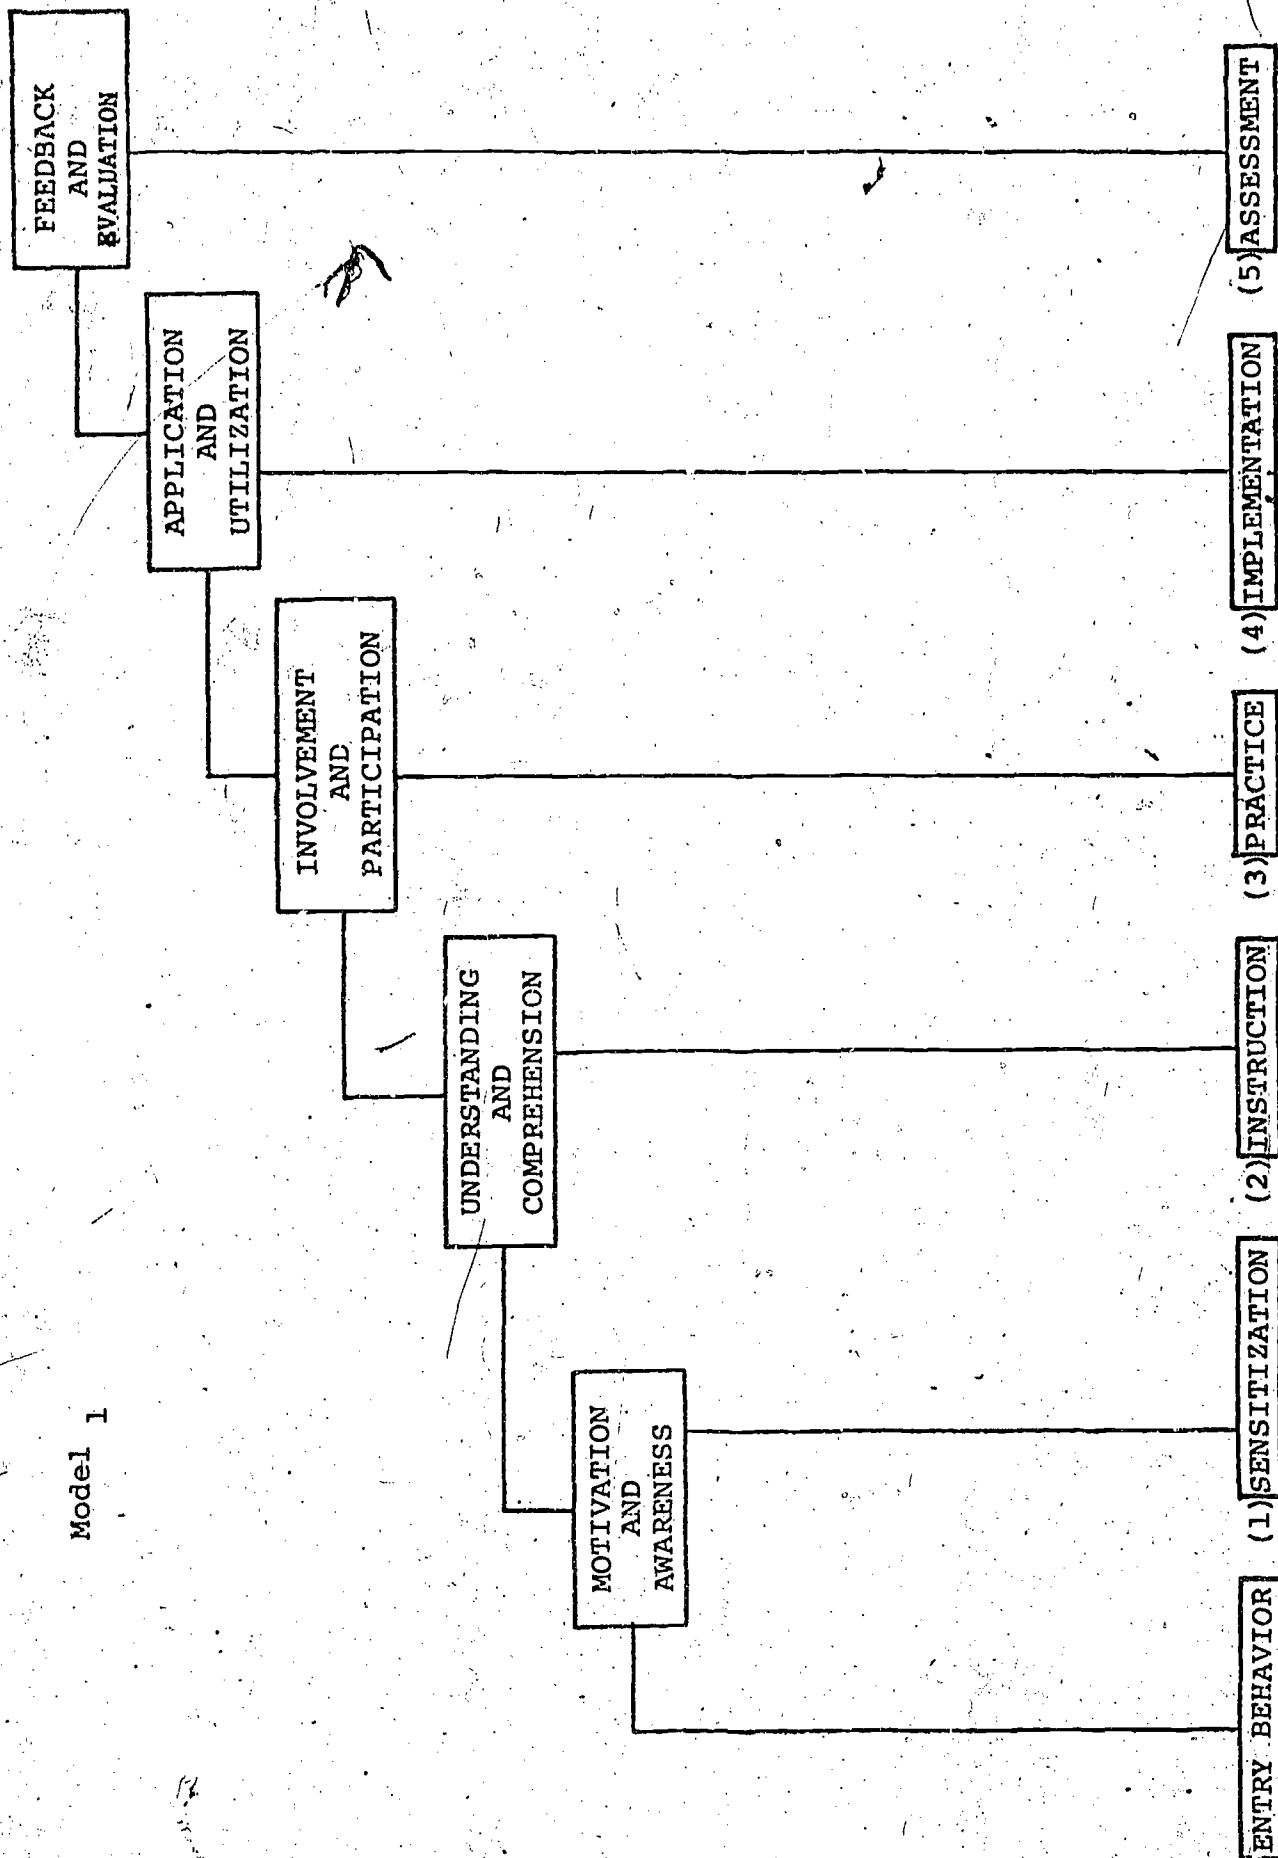 Model 1
FEEDBACK
AND
EVALUATION
APPLICATION
AND
UTILIZATION
INVOLVEMENT
AND
PARTICIPATION
UNDERSTANDING
AND
COMPREHENSION
MOTIVATION
AND
AWARENESS
ENTRY BEHAVIOR (1) SENSITIZATION (2) INSTRUCTION (3) PRACTICE (4) IMPLEMENTATION (5) ASSESSMENT